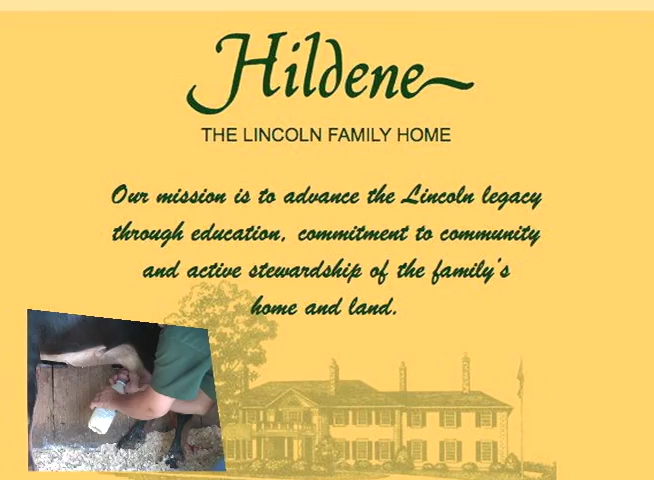 Hildene
THE LINCOLN FAMILY HOME
Our mission is to advance the Lincoln legacy
through education, commitment to community
and active stewardship of the family's
home and land.